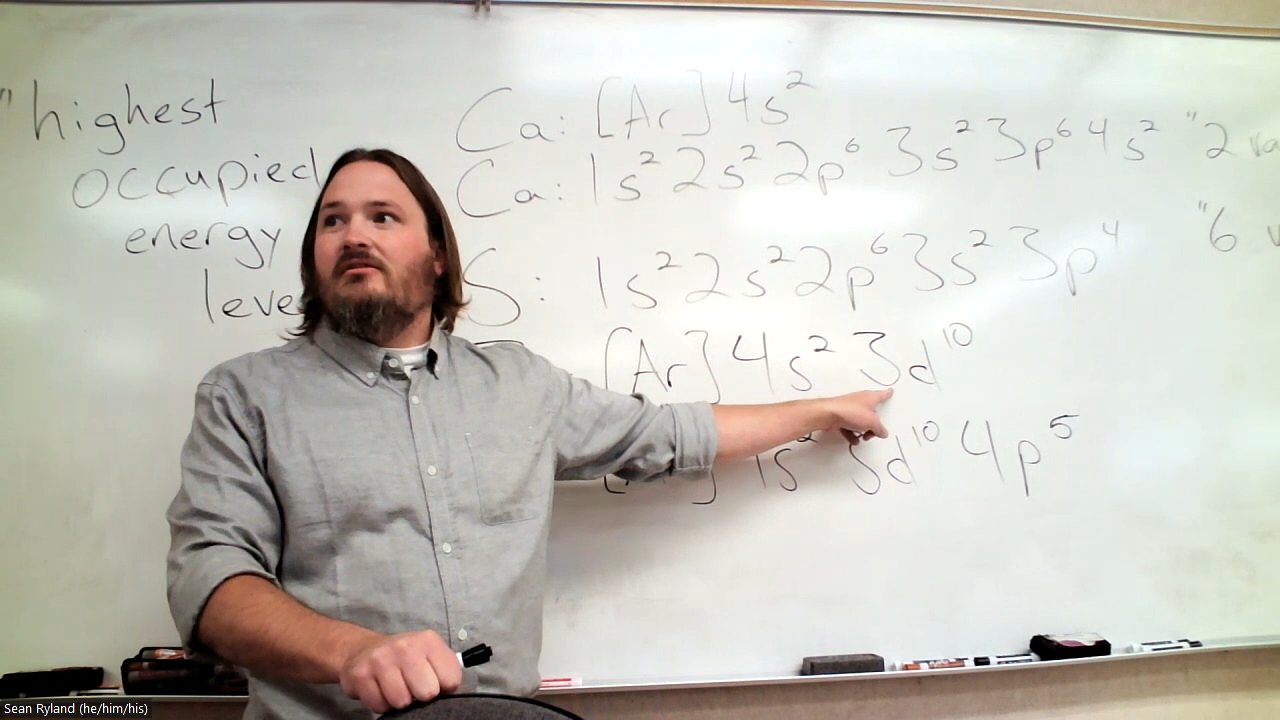 "highest
occupied
energy
leve
Ca: [Ar] 4s²
Ca: 1s² 2s² 2p⁶ 3s² 3p⁶ 4s² "2 va
S: 1s² 2s² 2p⁶ 3s² 3p⁴ "6 v
[Ar] 4s² 3d¹⁰
s² 3d¹⁰ 4p⁵
Sean Ryland (he/him/his)